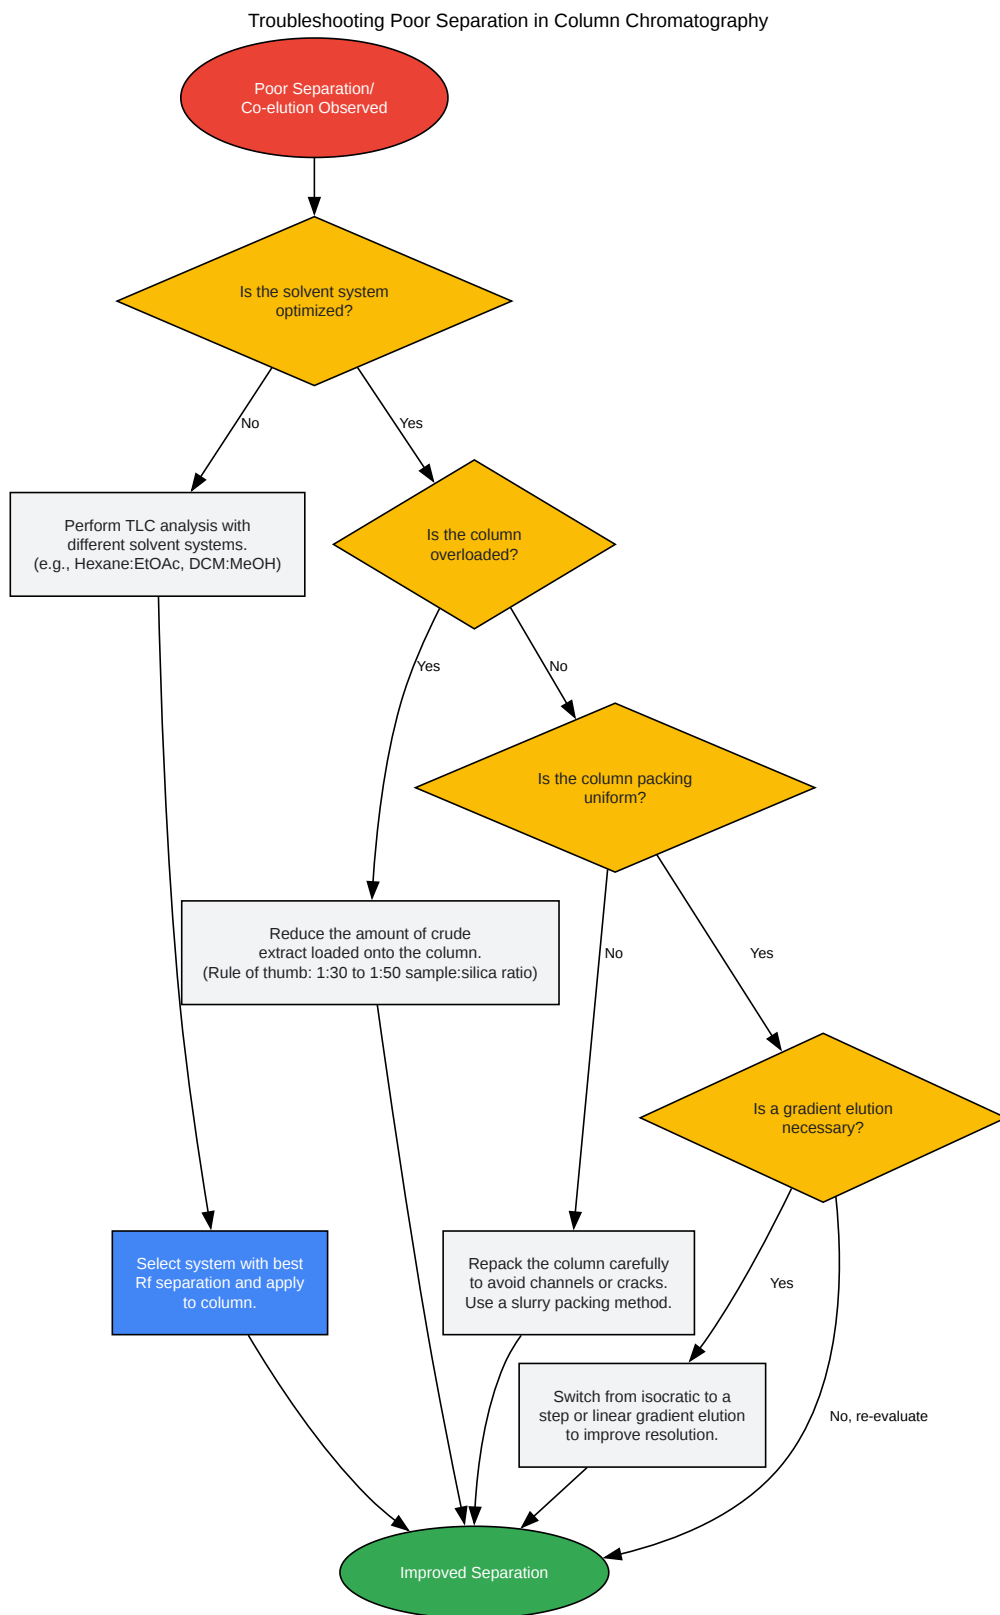 Troubleshooting Poor Separation in Column Chromatography
Poor Separation/
Co-elution Observed
Is the solvent system
optimized?
No
Yes
Perform TLC analysis with
different solvent systems.
(e.g., Hexane:EtOAc, DCM:MeOH)
Is the column
overloaded?
Yes
No
Is the column packing
uniform?
Reduce the amount of crude
extract loaded onto the column.
(Rule of thumb: 1:30 to 1:50 sample:silica ratio)
No
Yes
Is a gradient elution
necessary?
Select system with best
Rf separation and apply
to column.
Repack the column carefully
to avoid channels or cracks.
Use a slurry packing method.
Yes
Switch from isocratic to a
step or linear gradient elution
to improve resolution.
No, re-evaluate
Improved Separation